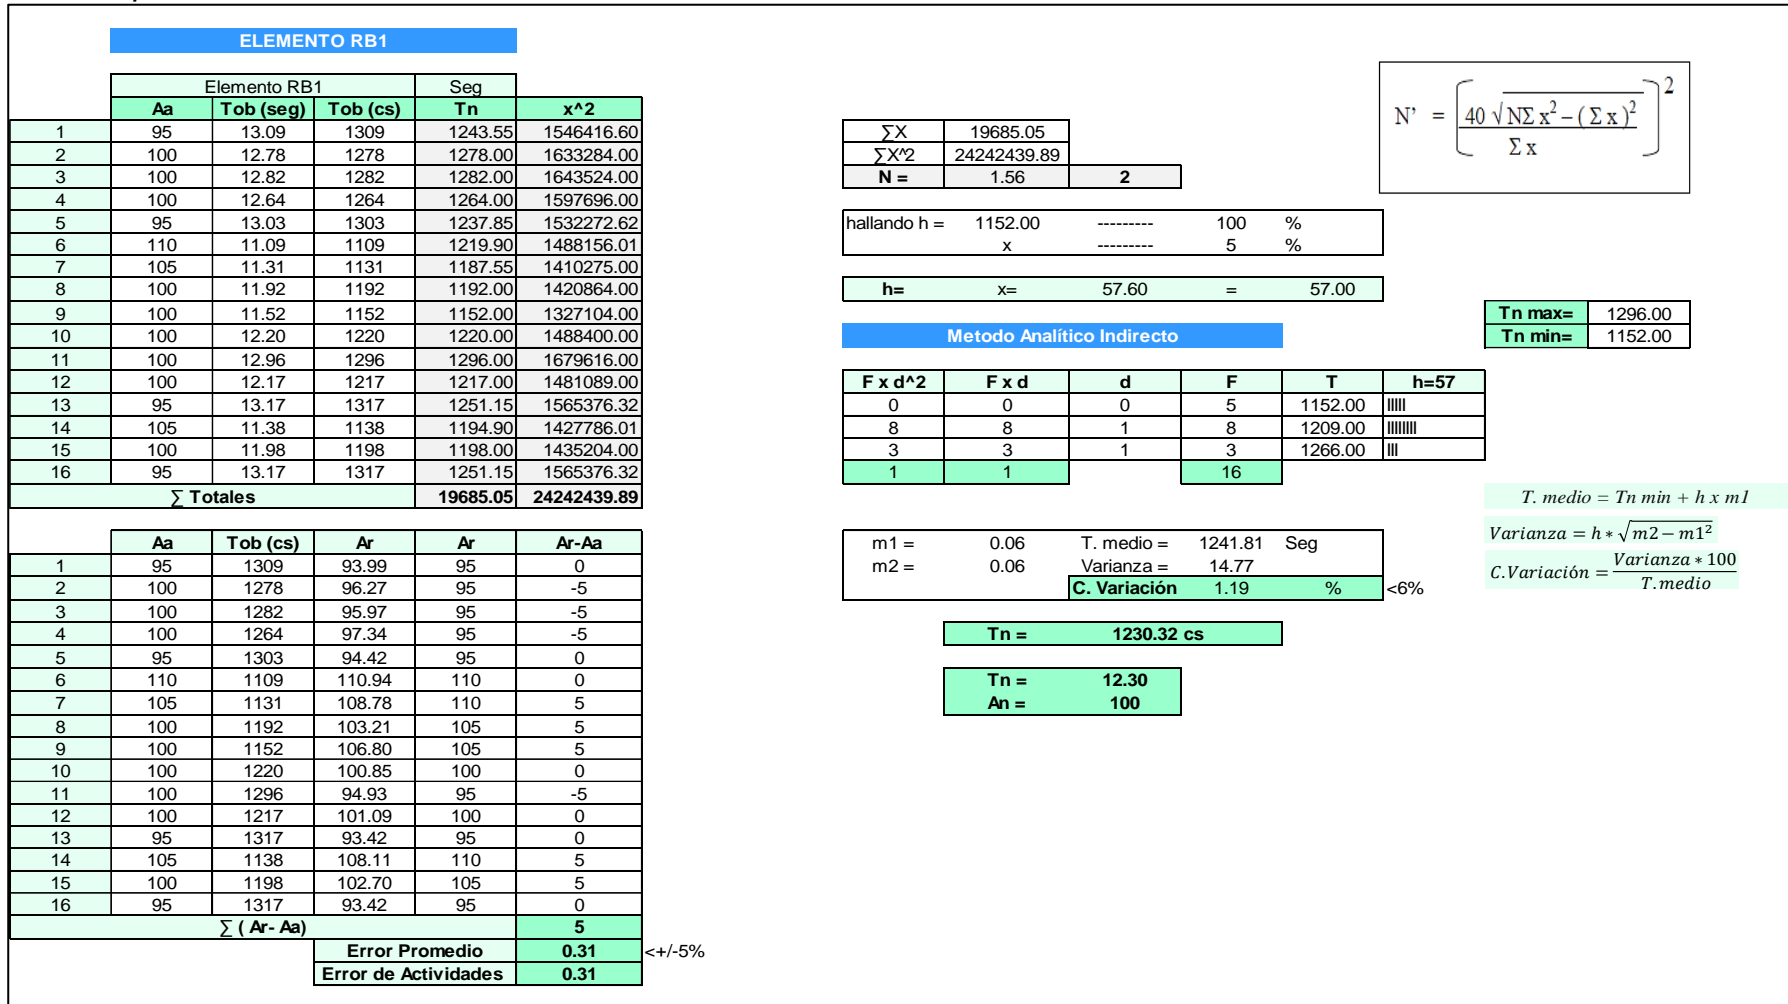 ELEMENTO RB1
Elemento RB1 Seg
Aa Tob (seg) Tob (cs) Tn x^2
1 95 13.09 1309 1243.55 1546416.60
2 100 12.78 1278 1278.00 1633284.00
3 100 12.82 1282 1282.00 1643524.00
4 100 12.64 1264 1264.00 1597696.00
5 95 13.03 1303 1237.85 1532272.62
6 110 11.09 1109 1219.90 1488156.01
7 105 11.31 1131 1187.55 1410275.00
8 100 11.92 1192 1192.00 1420864.00
9 100 11.52 1152 1152.00 1327104.00
10 100 12.20 1220 1220.00 1488400.00
11 100 12.96 1296 1296.00 1679616.00
12 100 12.17 1217 1217.00 1481089.00
13 95 13.17 1317 1251.15 1565376.32
14 105 11.38 1138 1194.90 1427786.01
15 100 11.98 1198 1198.00 1435204.00
16 95 13.17 1317 1251.15 1565376.32
∑ Totales 19685.05 24242439.89
Aa Tob (cs) Ar Ar Ar-Aa
1 95 1309 93.99 95 0
2 100 1278 96.27 95 -5
3 100 1282 95.97 95 -5
4 100 1264 97.34 95 -5
5 95 1303 94.42 95 0
6 110 1109 110.94 110 0
7 105 1131 108.78 110 5
8 100 1192 103.21 105 5
9 100 1152 106.80 105 5
10 100 1220 100.85 100 0
11 100 1296 94.93 95 -5
12 100 1217 101.09 100 0
13 95 1317 93.42 95 0
14 105 1138 108.11 110 5
15 100 1198 102.70 105 5
16 95 1317 93.42 95 0
∑ ( Ar- Aa) 5
Error Promedio 0.31 <+/-5%
Error de Actividades 0.31
∑X 19685.05
∑X^2 24242439.89
N = 1.56 2
N' = [ 40 √ N Σ x² – ( Σ x )² / Σ x ]²
hallando h = 1152.00 --------- 100 %
x --------- 5 %
h= x= 57.60 = 57.00
Tn max= 1296.00
Tn min= 1152.00
Metodo Analítico Indirecto
F x d^2 F x d d F T h=57
0 0 0 5 1152.00 IIIII
8 8 1 8 1209.00 IIIIIIII
3 3 1 3 1266.00 III
1 1 16
m1 = 0.06 T. medio = 1241.81 Seg
m2 = 0.06 Varianza = 14.77
C. Variación 1.19 % <6%
T. medio = Tn min + h x m1
Varianza = h * √m2 − m1²
C.Variación = Varianza * 100 / T.medio
Tn = 1230.32 cs
Tn = 12.30
An = 100